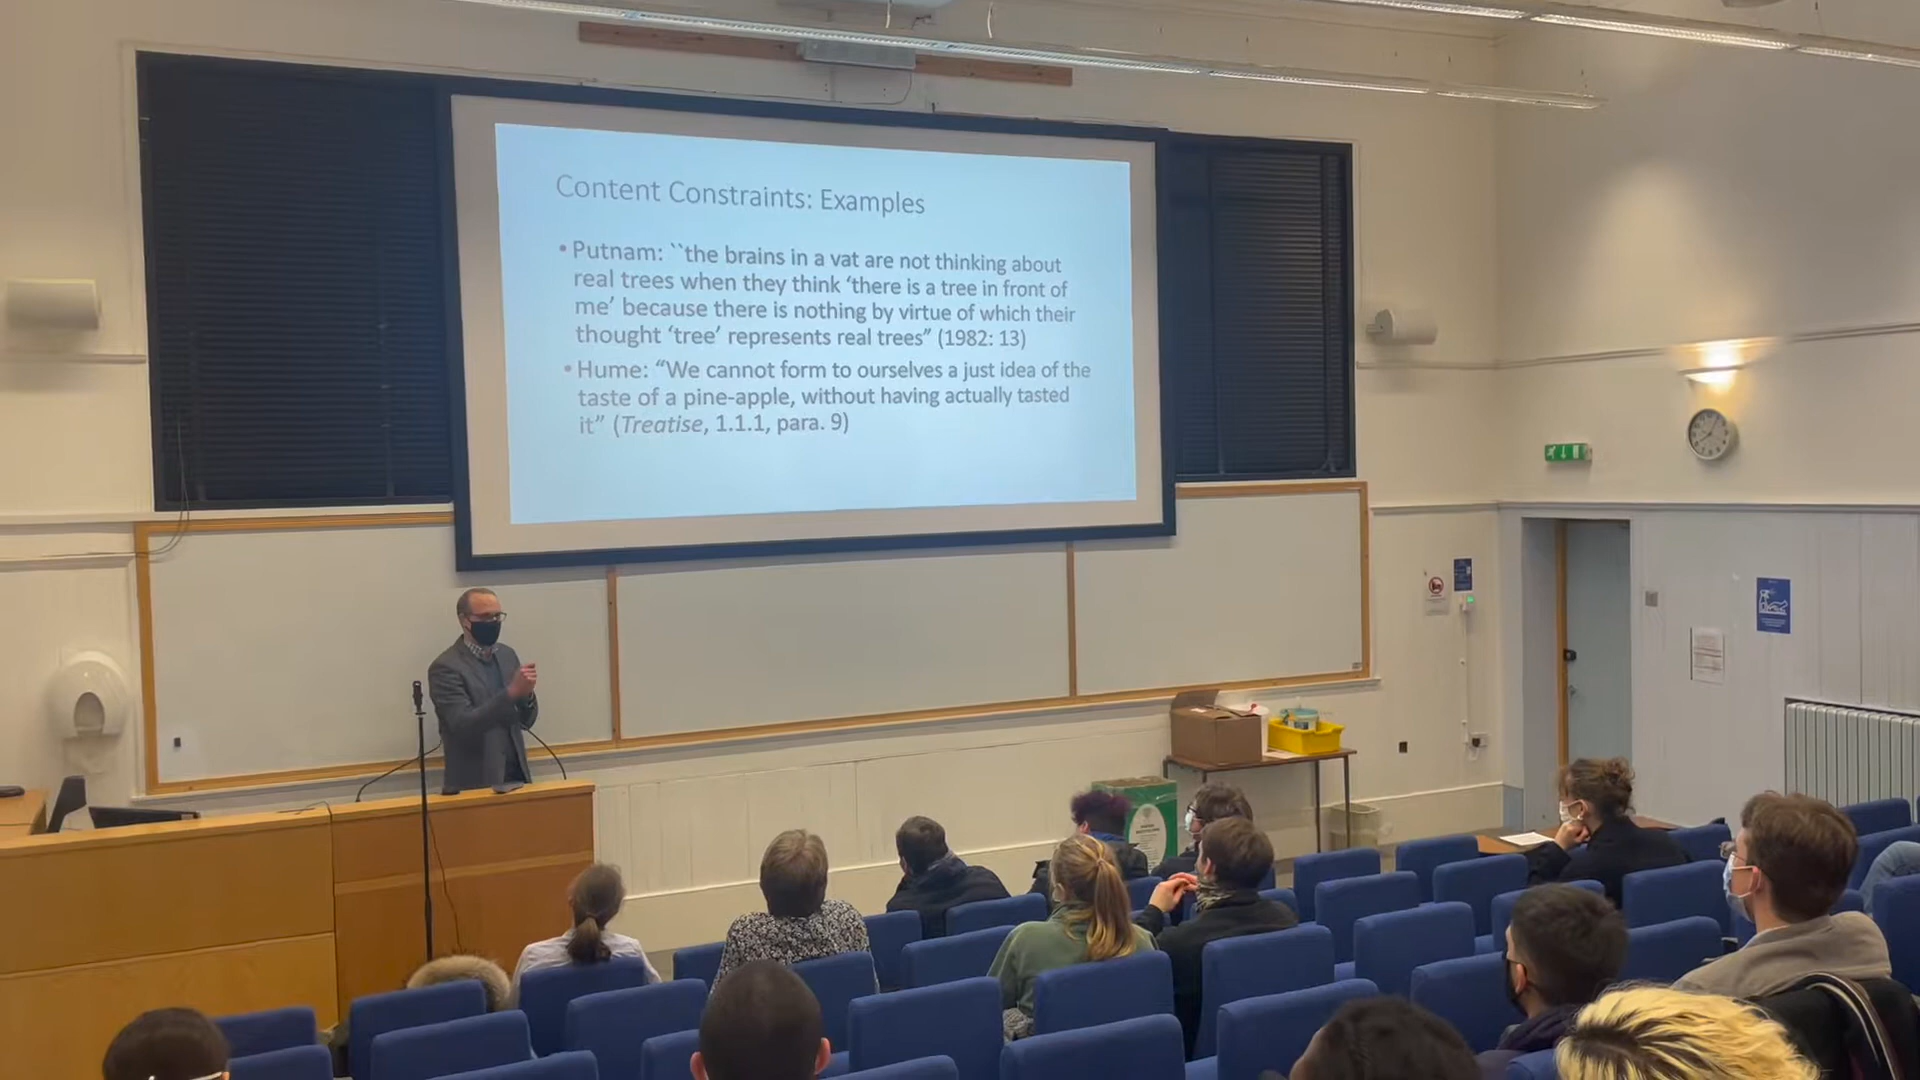 Content Constraints: Examples
• Putnam: ``the brains in a vat are not thinking about
real trees when they think ‘there is a tree in front of
me’ because there is nothing by virtue of which their
thought ‘tree’ represents real trees” (1982: 13)
• Hume: “We cannot form to ourselves a just idea of the
taste of a pine-apple, without having actually tasted
it” (Treatise, 1.1.1, para. 9)